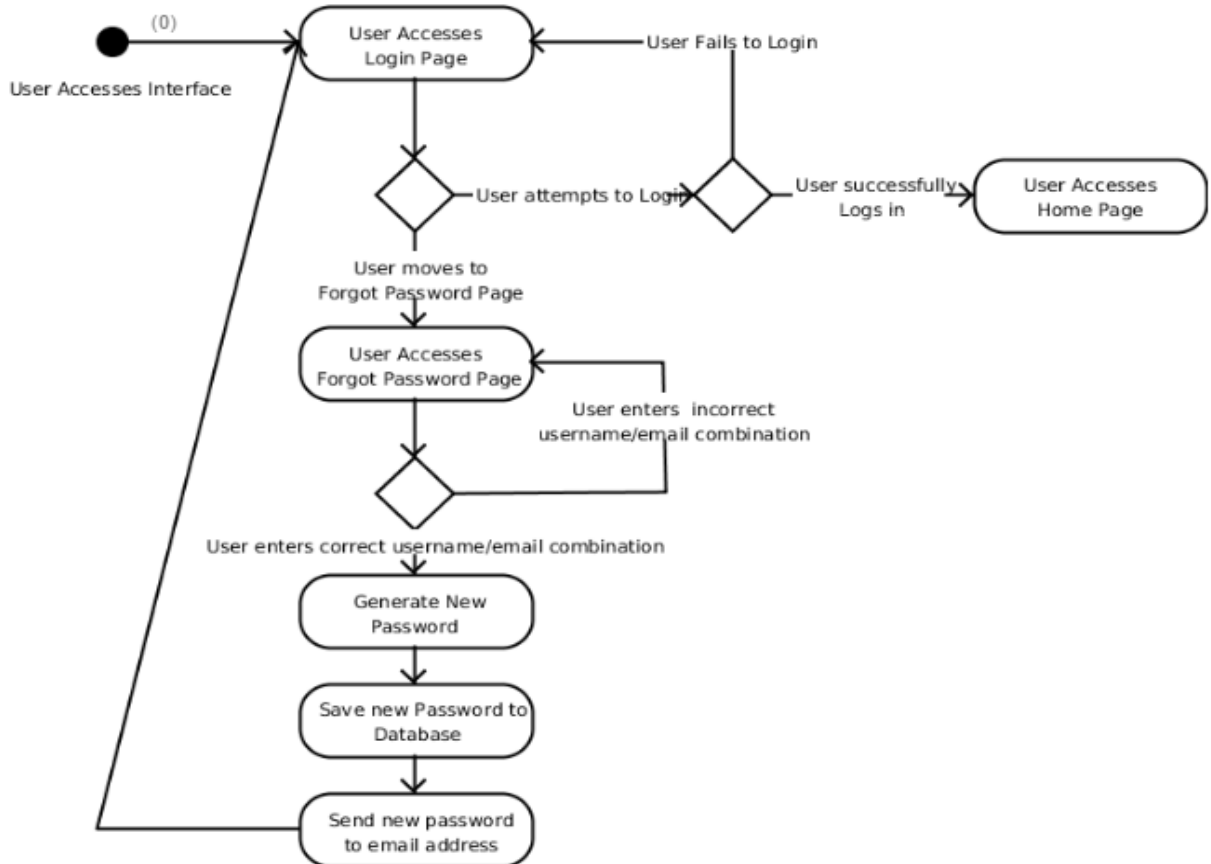 (0)
User Accesses
Login Page
User Fails to Login
User Accesses Interface
User attempts to Login
User successfully
Logs in
User Accesses
Home Page
User moves to
Forgot Password Page
User Accesses
Forgot Password Page
User enters incorrect
username/email combination
User enters correct username/email combination
Generate New
Password
Save new Password to
Database
Send new password
to email address